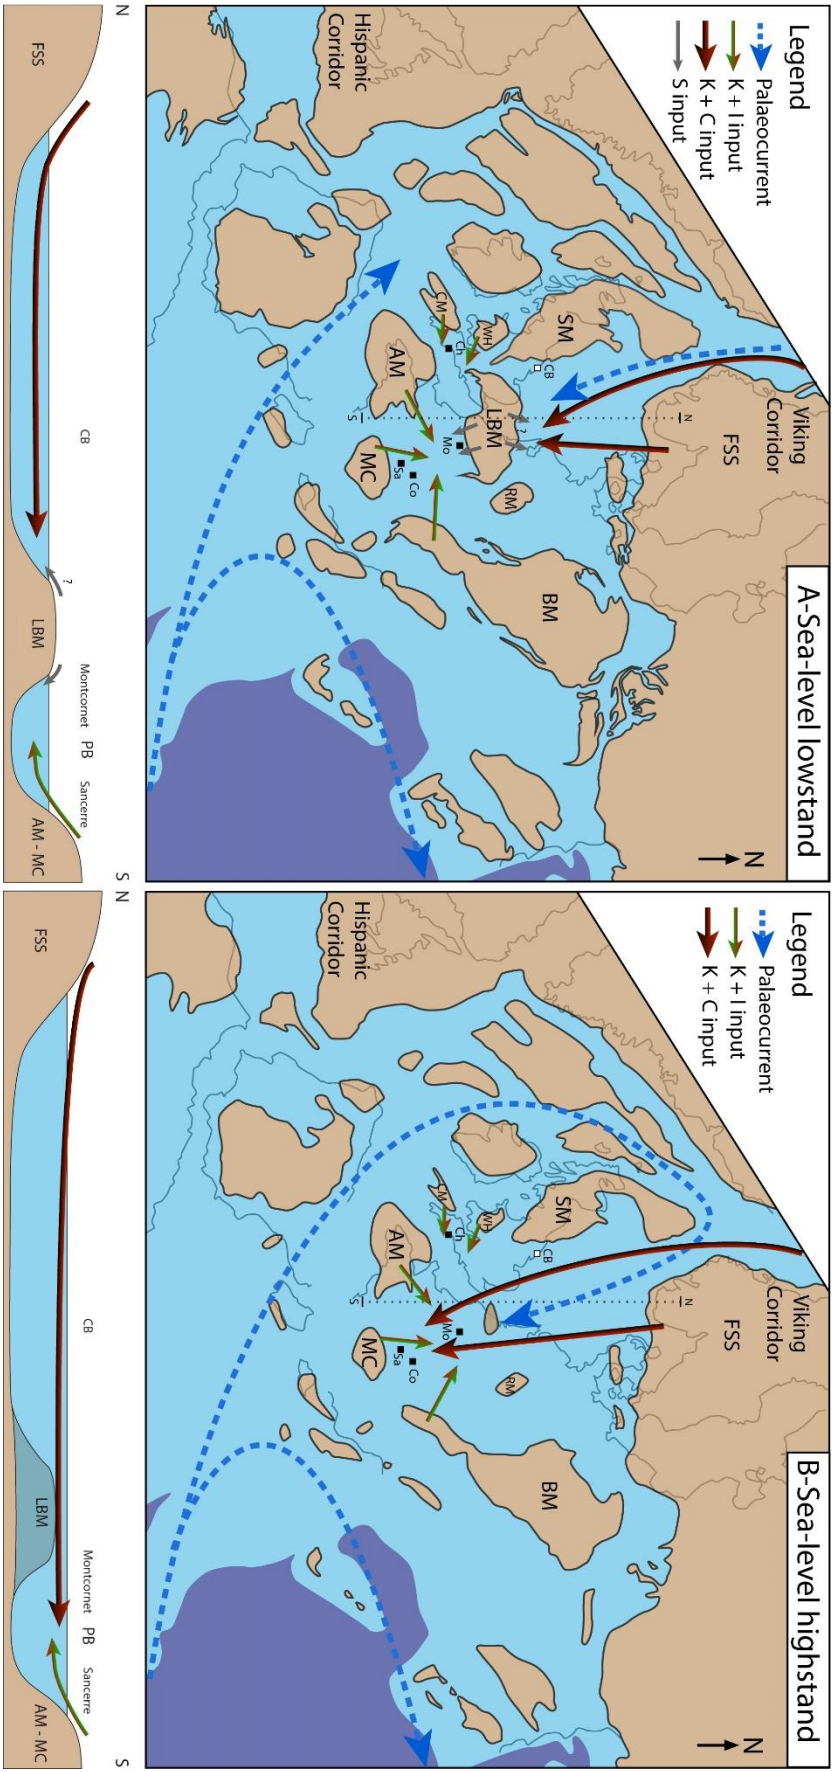 A-Sea-level lowstand
Legend
Palaeocurrent
K + I input
K + C input
S input
Viking
Corridor
FSS
N
N
SM
CB
?
RM
BM
WH
LBM
CM
Ch
Mo
AM
Co
Sa
MC
S
Hispanic
Corridor
N
S
FSS
CB
?
LBM
Montcornet
PB
Sancerre
AM - MC
B-Sea-level highstand
Legend
Palaeocurrent
K + I input
K + C input
Viking
Corridor
FSS
N
N
SM
CB
RM
BM
WH
CM
Ch
Mo
AM
Co
Sa
MC
S
Hispanic
Corridor
N
S
FSS
CB
LBM
Montcornet
PB
Sancerre
AM - MC